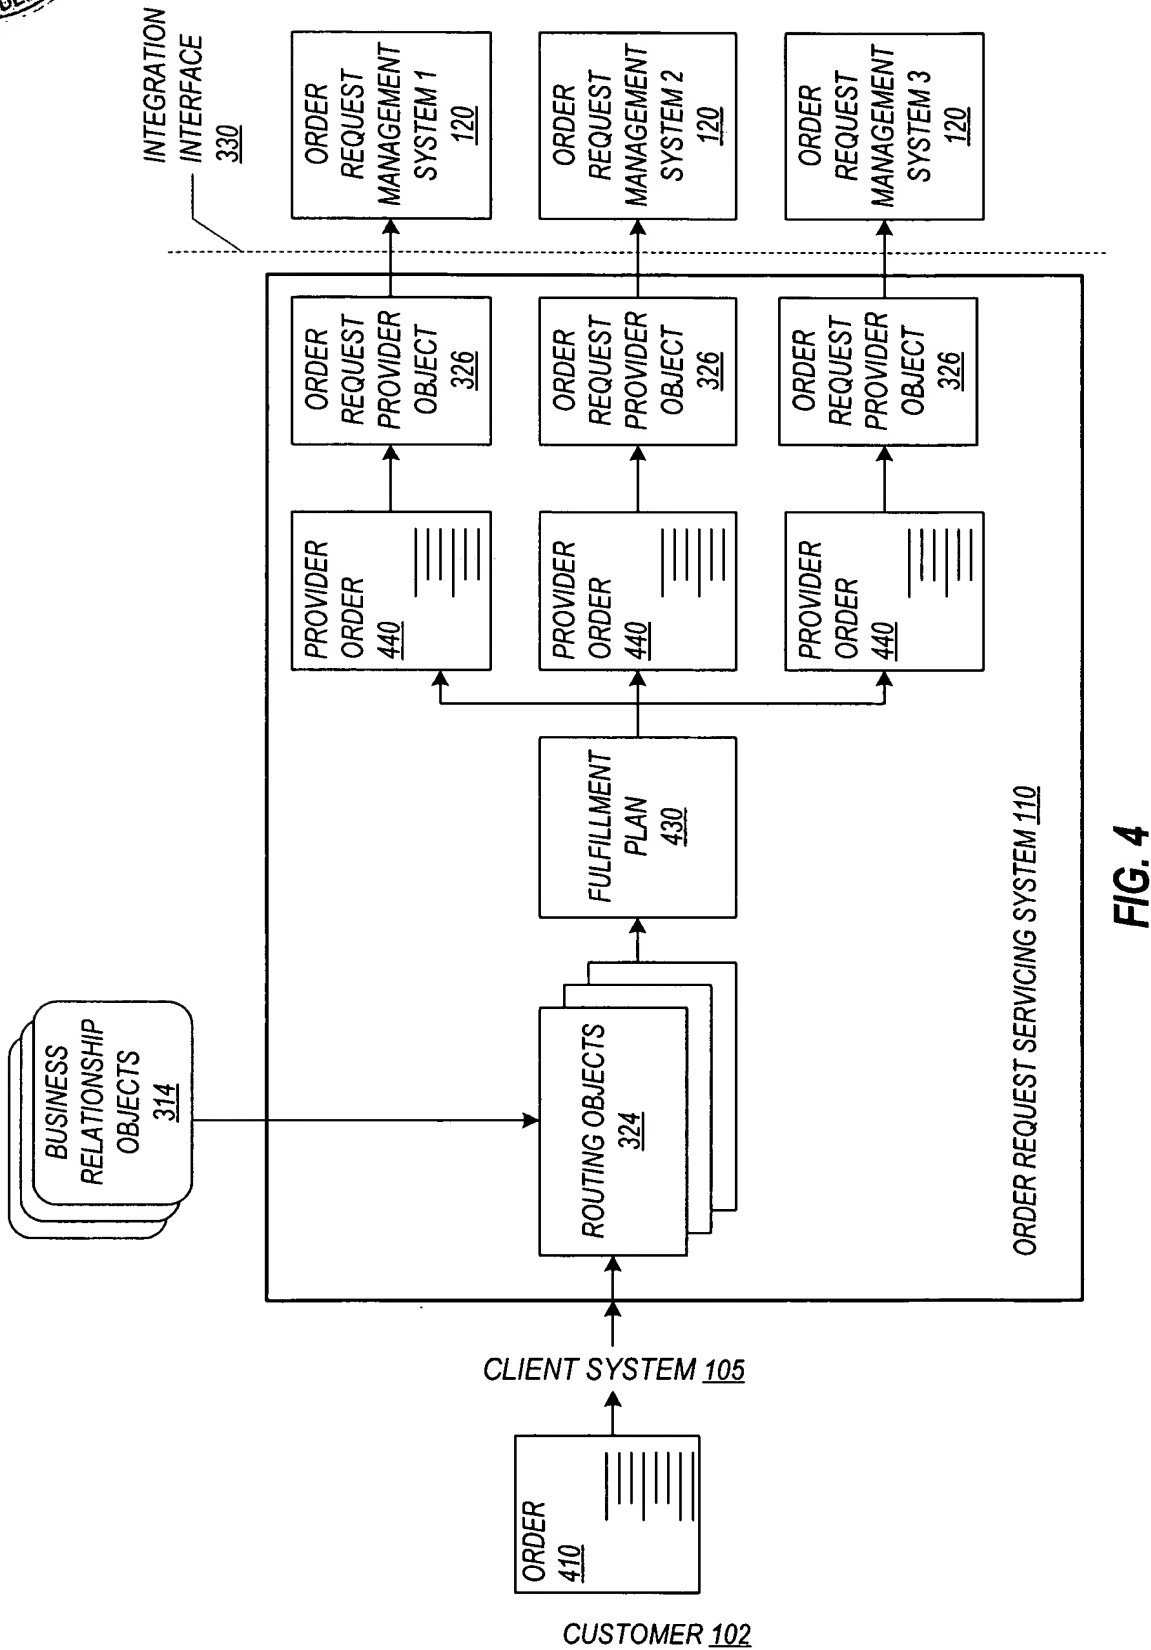 INTEGRATION
INTERFACE
330
ORDER
REQUEST
MANAGEMENT
SYSTEM 1
120
ORDER
REQUEST
MANAGEMENT
SYSTEM 2
120
ORDER
REQUEST
MANAGEMENT
SYSTEM 3
120
ORDER
REQUEST
PROVIDER
OBJECT
326
ORDER
REQUEST
PROVIDER
OBJECT
326
ORDER
REQUEST
PROVIDER
OBJECT
326
PROVIDER
ORDER
440
PROVIDER
ORDER
440
PROVIDER
ORDER
440
FULFILLMENT
PLAN
430
BUSINESS
RELATIONSHIP
OBJECTS
314
ROUTING OBJECTS
324
ORDER REQUEST SERVICING SYSTEM 110
CLIENT SYSTEM 105
ORDER
410
CUSTOMER 102
FIG. 4